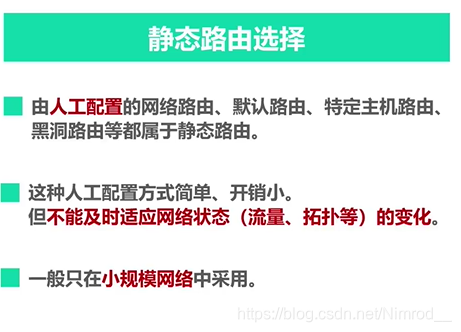 静态路由选择
由人工配置的网络路由、默认路由、特定主机路由、
黑洞路由等都属于静态路由。
这种人工配置方式简单、开销小。
但不能及时适应网络状态（流量、拓扑等）的变化。
一般只在小规模网络中采用。
https://blog.csdn.net/Nimrod__